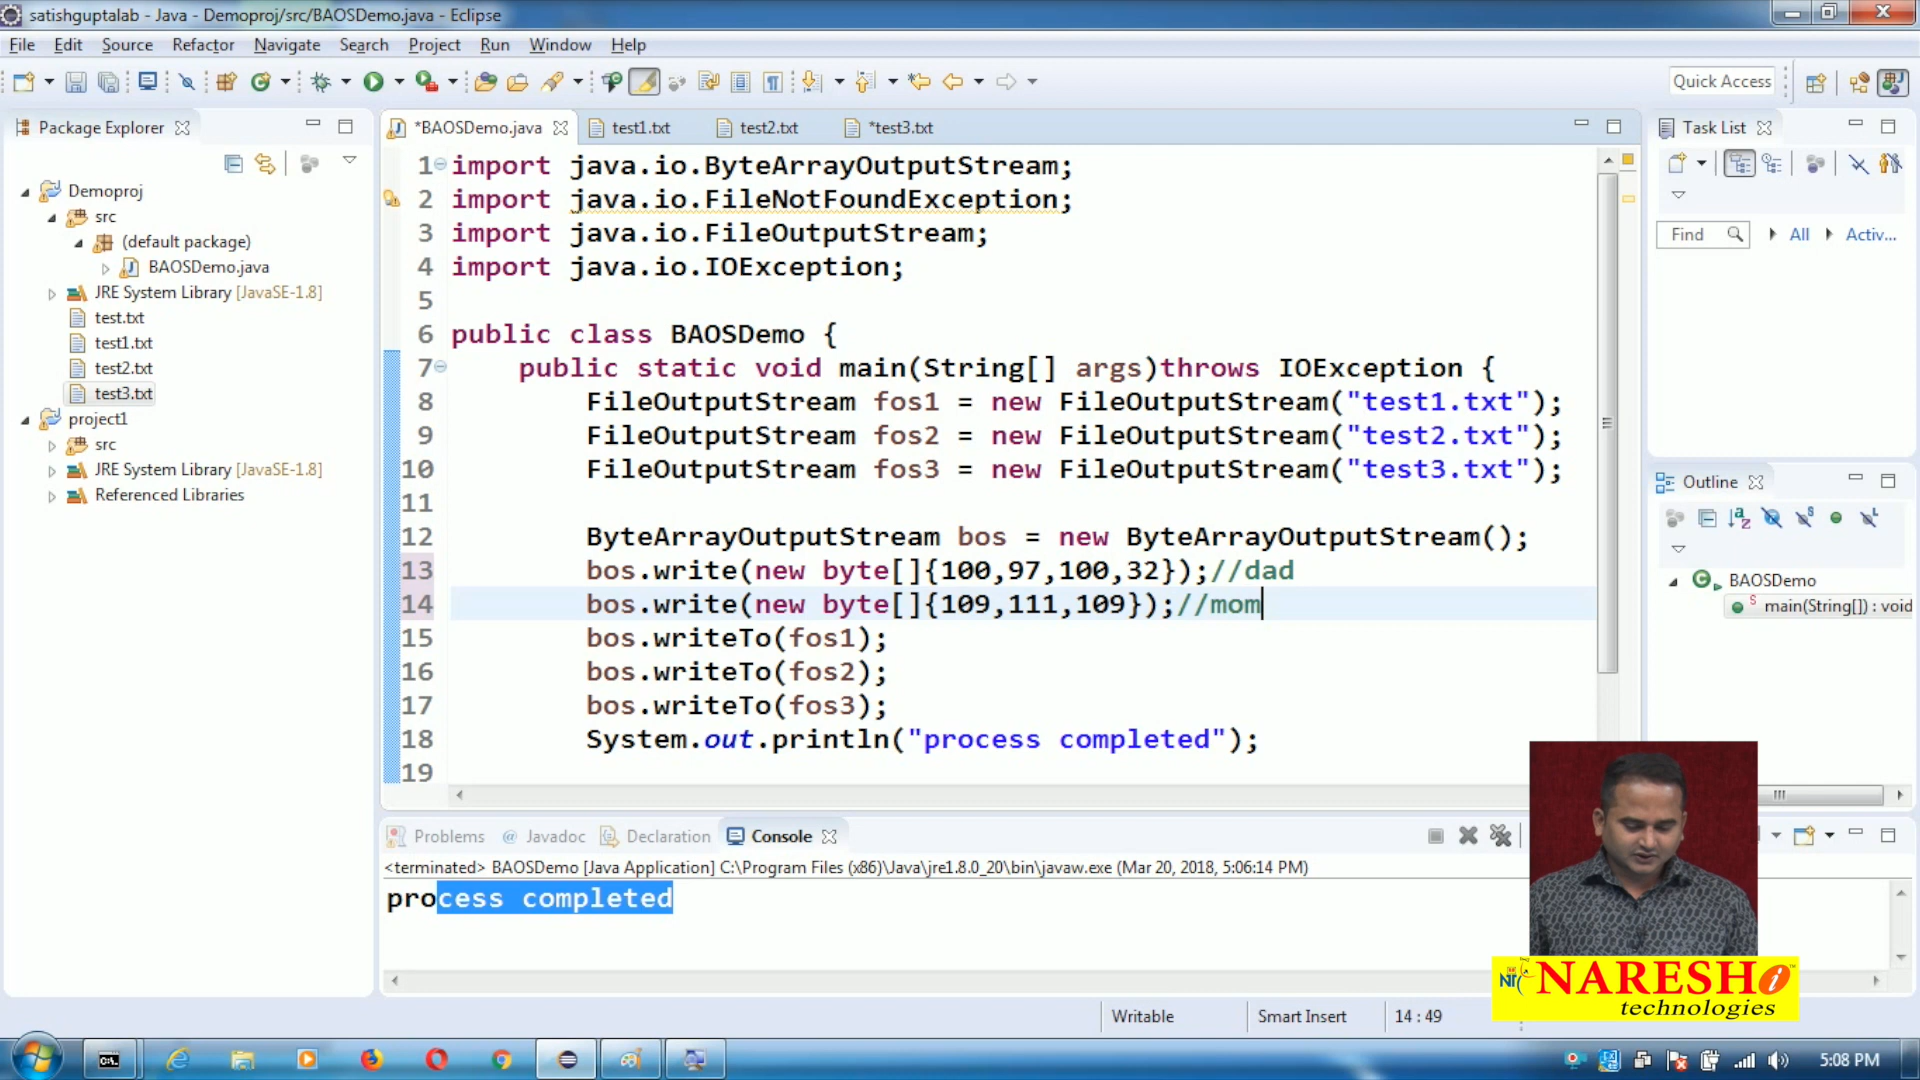 satishguptalab - Java - Demoproj/src/BAOSDemo.java - Eclipse
File Edit Source Refactor Navigate Search Project Run Window Help
Quick Access
Package Explorer
*BAOSDemo.java test1.txt test2.txt *test3.txt
Task List
Demoproj
src
(default package)
BAOSDemo.java
JRE System Library [JavaSE-1.8]
test.txt
test1.txt
test2.txt
test3.txt
project1
src
JRE System Library [JavaSE-1.8]
Referenced Libraries
1 import java.io.ByteArrayOutputStream;
2 import java.io.FileNotFoundException;
3 import java.io.FileOutputStream;
4 import java.io.IOException;
5
6 public class BAOSDemo {
7 public static void main(String[] args)throws IOException {
8 FileOutputStream fos1 = new FileOutputStream("test1.txt");
9 FileOutputStream fos2 = new FileOutputStream("test2.txt");
10 FileOutputStream fos3 = new FileOutputStream("test3.txt");
11
12 ByteArrayOutputStream bos = new ByteArrayOutputStream();
13 bos.write(new byte[]{100,97,100,32});//dad
14 bos.write(new byte[]{109,111,109});//mom
15 bos.writeTo(fos1);
16 bos.writeTo(fos2);
17 bos.writeTo(fos3);
18 System.out.println("process completed");
19
Find All Activ...
Outline
BAOSDemo
main(String[]) : void
Problems @ Javadoc Declaration Console
<terminated> BAOSDemo [Java Application] C:\Program Files (x86)\Java\jre1.8.0_20\bin\javaw.exe (Mar 20, 2018, 5:06:14 PM)
process completed
NARESH i
technologies
Writable Smart Insert 14 : 49
5:08 PM